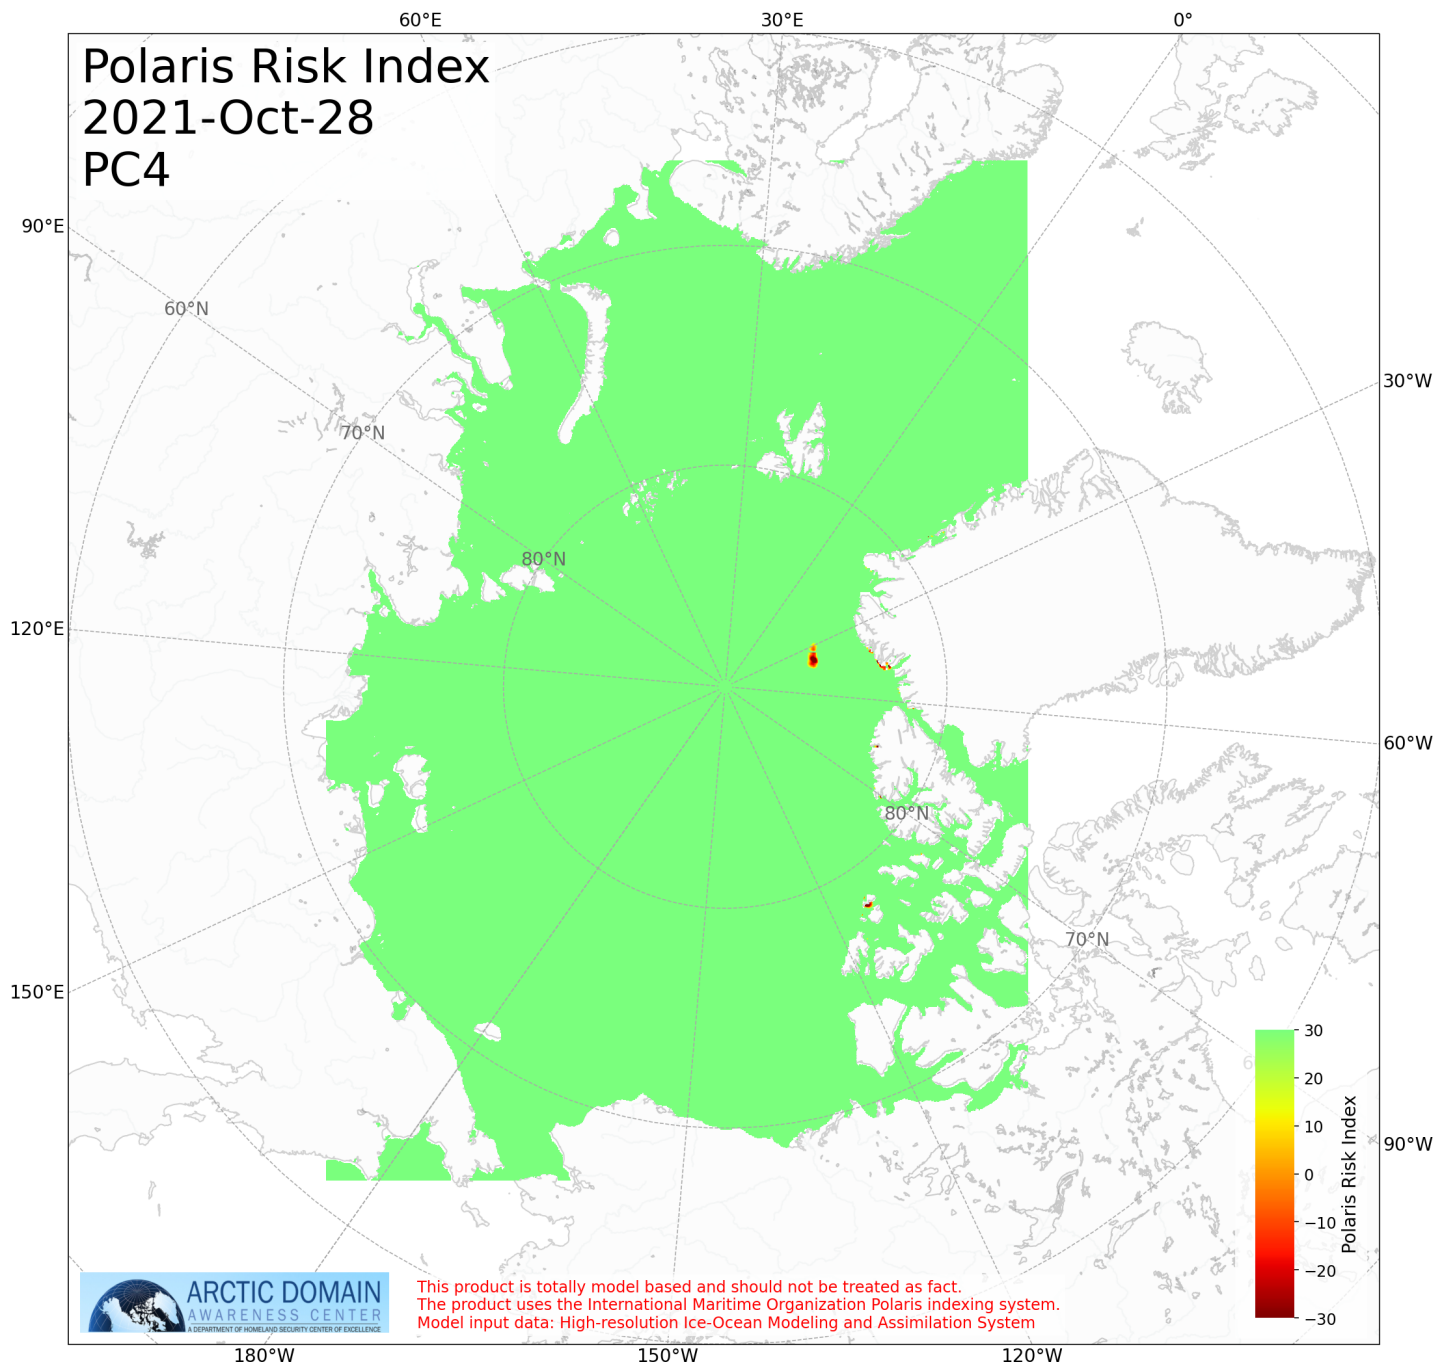 60°E 30°E 0°
Polaris Risk Index
2021-Oct-28
PC4
90°E
60°N
30°W
70°N
80°N
120°E
60°W
80°N
70°N
150°E
30
20
10
0
−10
−20
−30
Polaris Risk Index
90°W
ARCTIC DOMAIN
AWARENESS CENTER
A DEPARTMENT OF HOMELAND SECURITY CENTER OF EXCELLENCE
This product is totally model based and should not be treated as fact.
The product uses the International Maritime Organization Polaris indexing system.
Model input data: High-resolution Ice-Ocean Modeling and Assimilation System
180°W 150°W 120°W